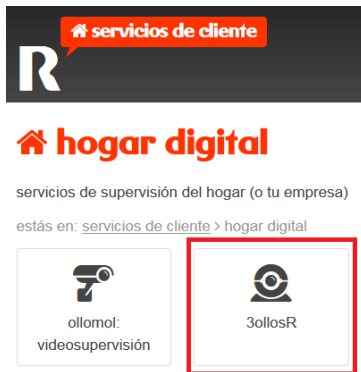 servicios de cliente
R
hogar digital
servicios de supervisión del hogar (o tu empresa)
estás en: servicios de cliente > hogar digital
ollomol:
videosupervisión
3ollosR